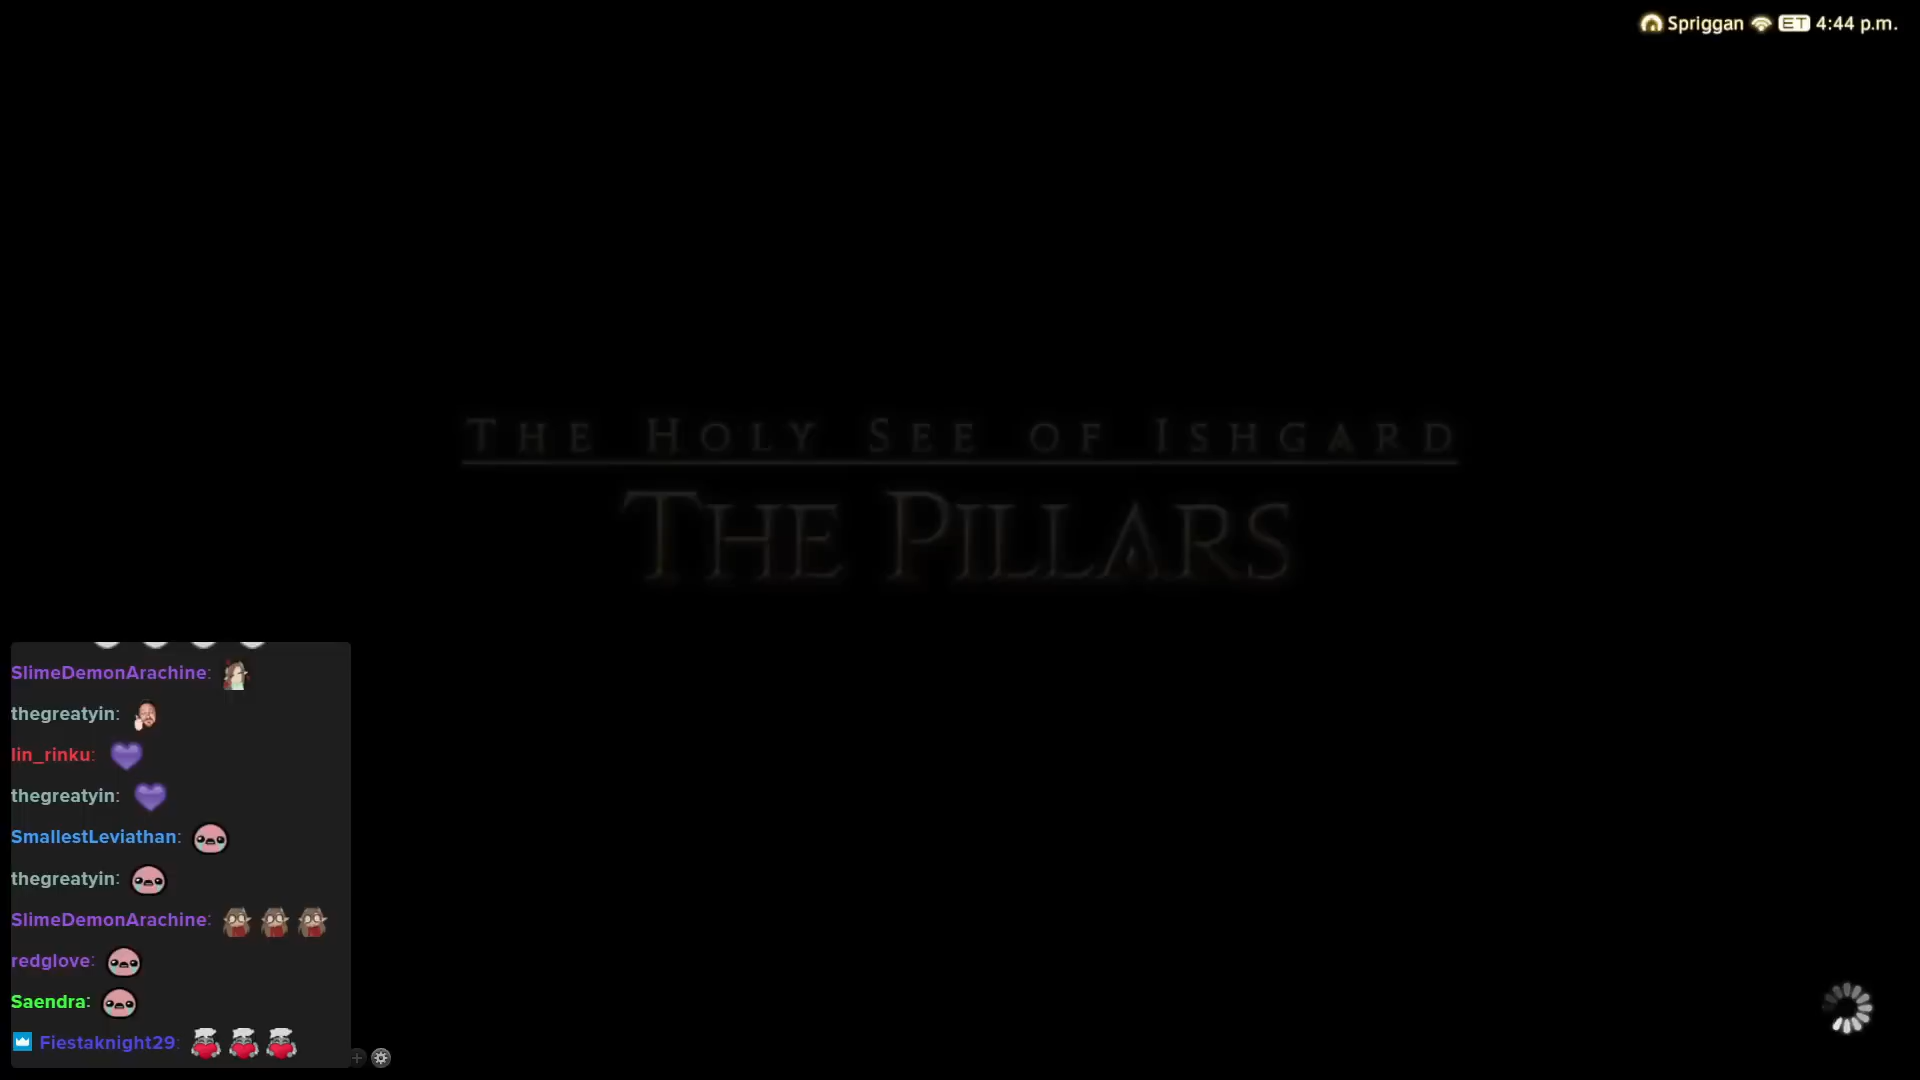 Spriggan ET 4:44 p.m.
THE HOLY SEE OF ISHGARD
THE PILLARS
SlimeDemonArachine:
thegreatyin:
lin_rinku:
thegreatyin:
SmallestLeviathan:
thegreatyin:
SlimeDemonArachine:
redglove:
Saendra:
Fiestaknight29: